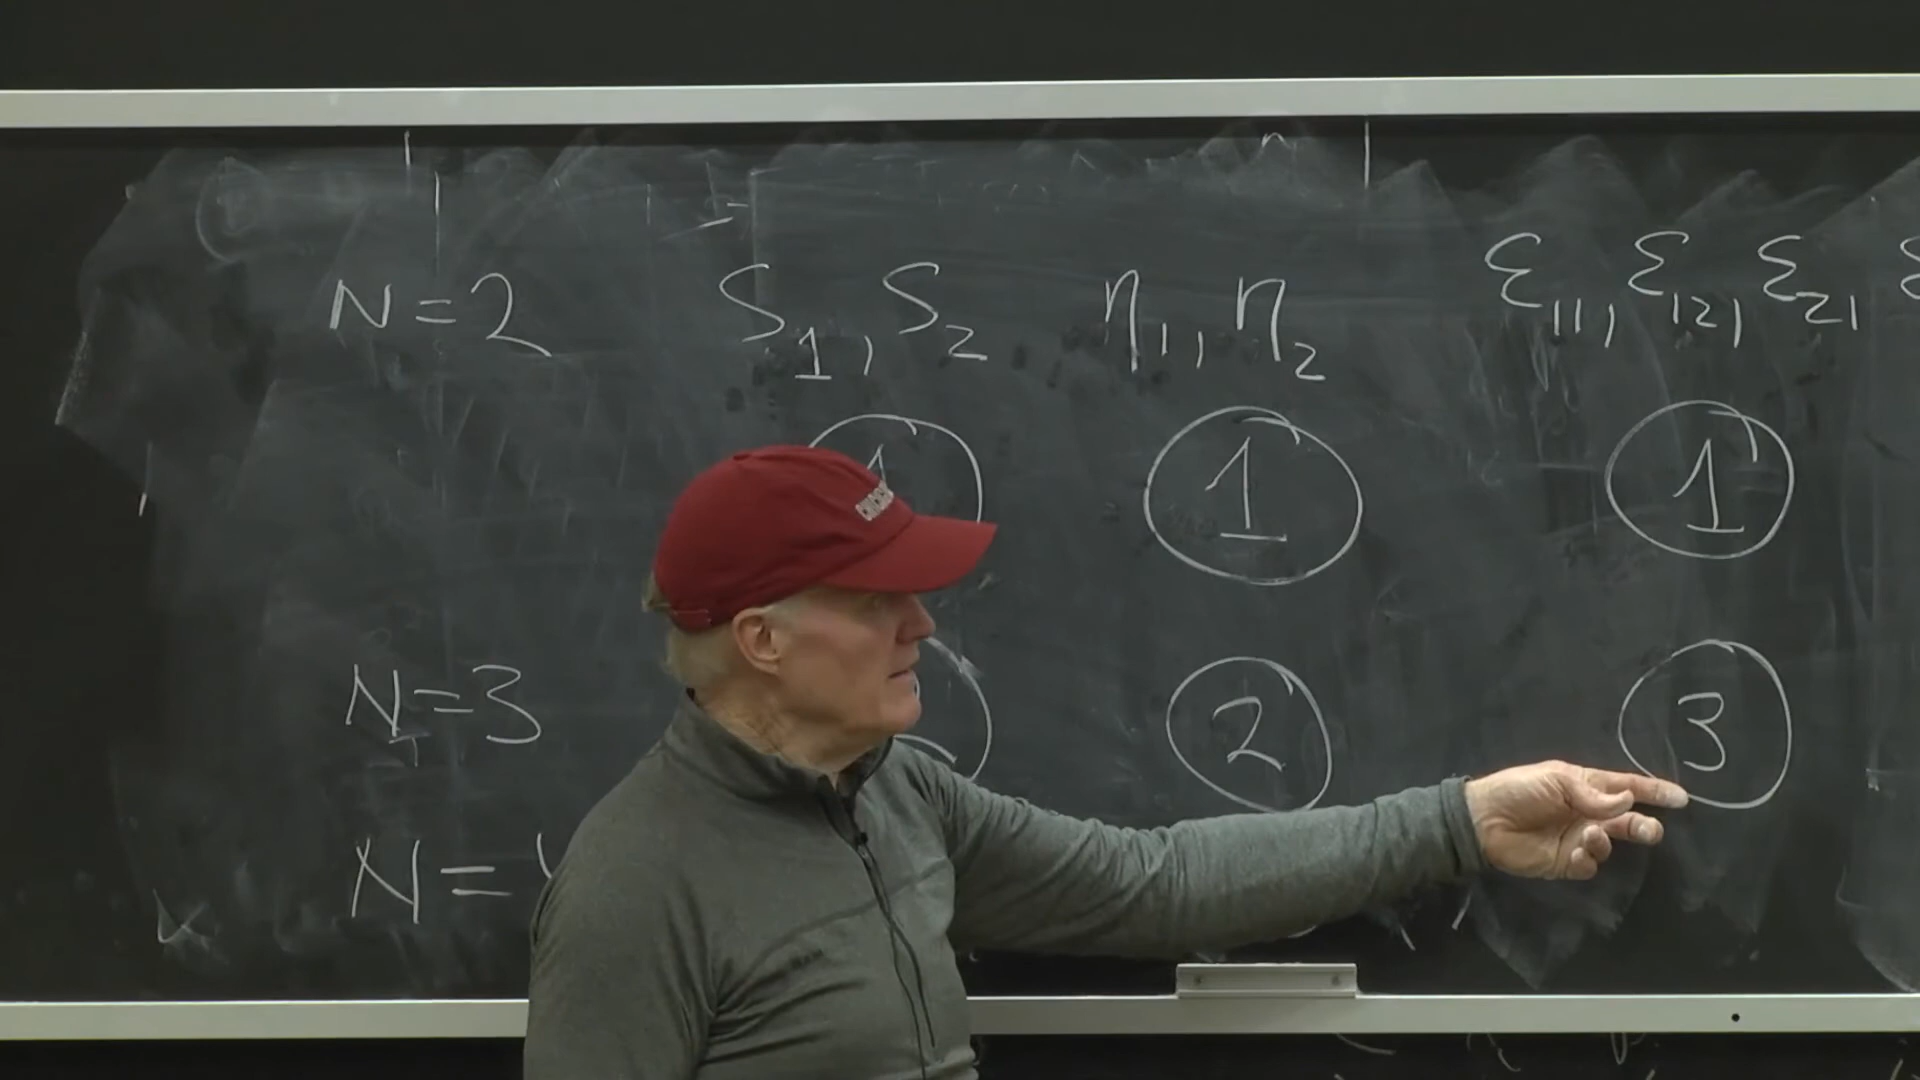 N=2 S₁, S₂ η₁, η₂ ε₁₁, ε₁₂, ε₂₁
1 1 1
N=3 2 3
N=